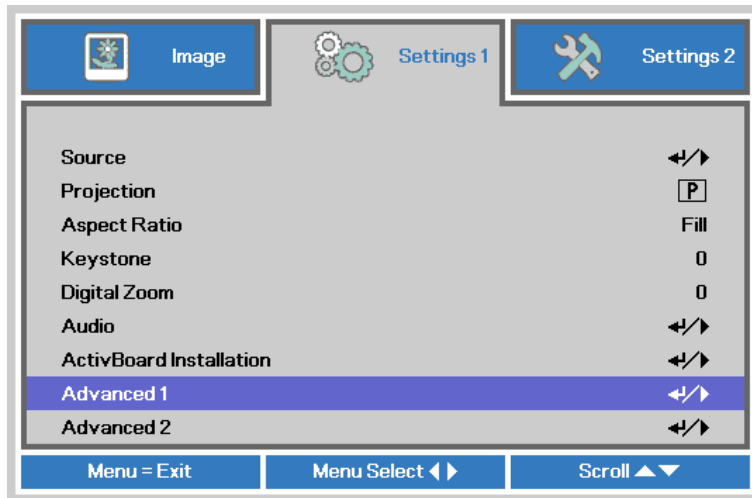 Image Settings 1 Settings 2
Source ↵/▶
Projection P
Aspect Ratio Fill
Keystone 0
Digital Zoom 0
Audio ↵/▶
ActivBoard Installation ↵/▶
Advanced 1 ↵/▶
Advanced 2 ↵/▶
Menu = Exit Menu Select ◀▶ Scroll ▲▼